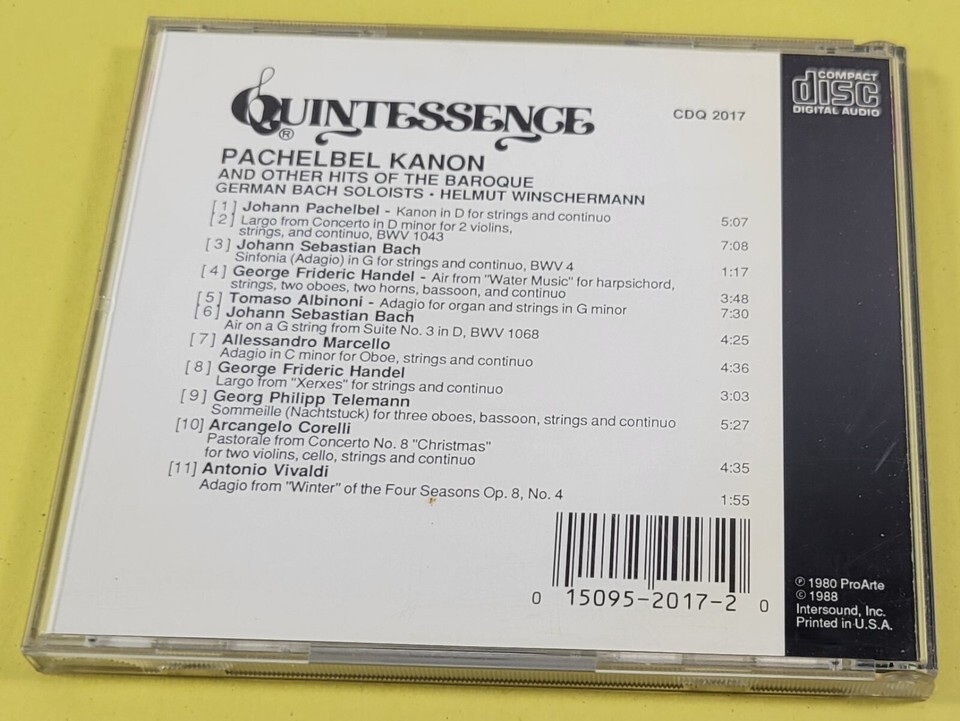 QUINTESSENCE
®
CDQ 2017
COMPACT
disc
DIGITAL AUDIO
PACHELBEL KANON
AND OTHER HITS OF THE BAROQUE
GERMAN BACH SOLOISTS • HELMUT WINSCHERMANN
[1] Johann Pachelbel - Kanon in D for strings and continuo 5:07
[2] Largo from Concerto in D minor for 2 violins,
strings, and continuo, BWV 1043 7:08
[3] Johann Sebastian Bach
Sinfonia (Adagio) in G for strings and continuo, BWV 4 1:17
[4] George Frideric Handel - Air from "Water Music" for harpsichord,
strings, two oboes, two horns, bassoon, and continuo 3:48
[5] Tomaso Albinoni - Adagio for organ and strings in G minor 7:30
[6] Johann Sebastian Bach
Air on a G string from Suite No. 3 in D, BWV 1068 4:25
[7] Allessandro Marcello
Adagio in C minor for Oboe, strings and continuo 4:36
[8] George Frideric Handel
Largo from "Xerxes" for strings and continuo 3:03
[9] Georg Philipp Telemann
Sommeille (Nachtstuck) for three oboes, bassoon, strings and continuo 5:27
[10] Arcangelo Corelli
Pastorale from Concerto No. 8 "Christmas"
for two violins, cello, strings and continuo 4:35
[11] Antonio Vivaldi
Adagio from "Winter" of the Four Seasons Op. 8, No. 4 1:55
0 15095-2017-2 0
℗ 1980 ProArte
© 1988
Intersound, Inc.
Printed in U.S.A.